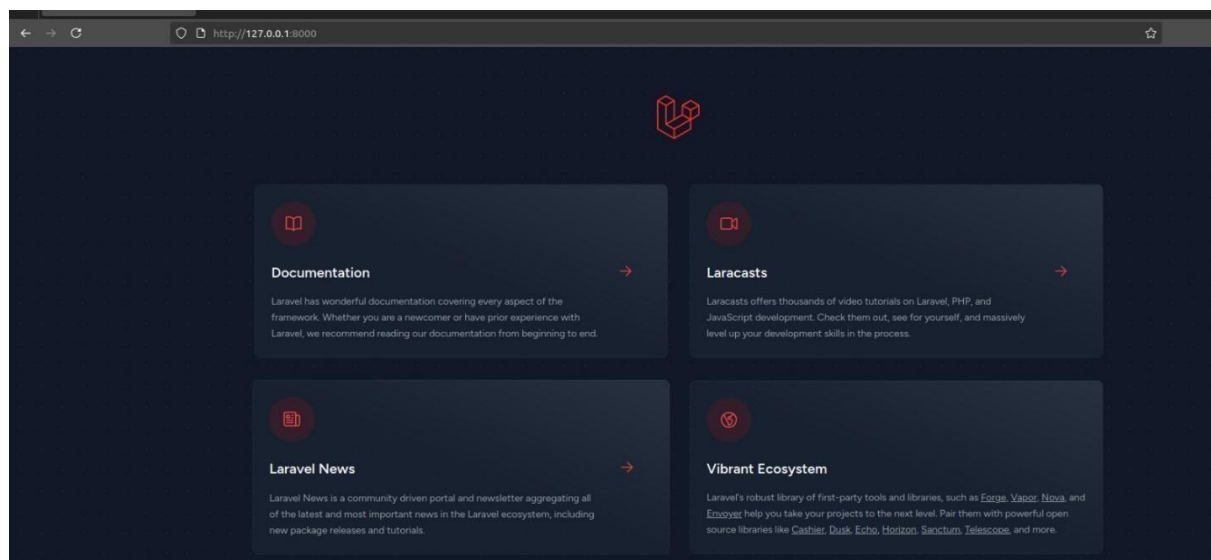 http://127.0.0.1:8000
Documentation
Laravel has wonderful documentation covering every aspect of the
framework. Whether you are a newcomer or have prior experience with
Laravel, we recommend reading our documentation from beginning to end.
Laracasts
Laracasts offers thousands of video tutorials on Laravel, PHP, and
JavaScript development. Check them out, see for yourself, and massively
level up your development skills in the process.
Laravel News
Laravel News is a community driven portal and newsletter aggregating all
of the latest and most important news in the Laravel ecosystem, including
new package releases and tutorials.
Vibrant Ecosystem
Laravel's robust library of first-party tools and libraries, such as Forge, Vapor, Nova, and
Envoyer help you take your projects to the next level. Pair them with powerful open
source libraries like Cashier, Dusk, Echo, Horizon, Sanctum, Telescope, and more.